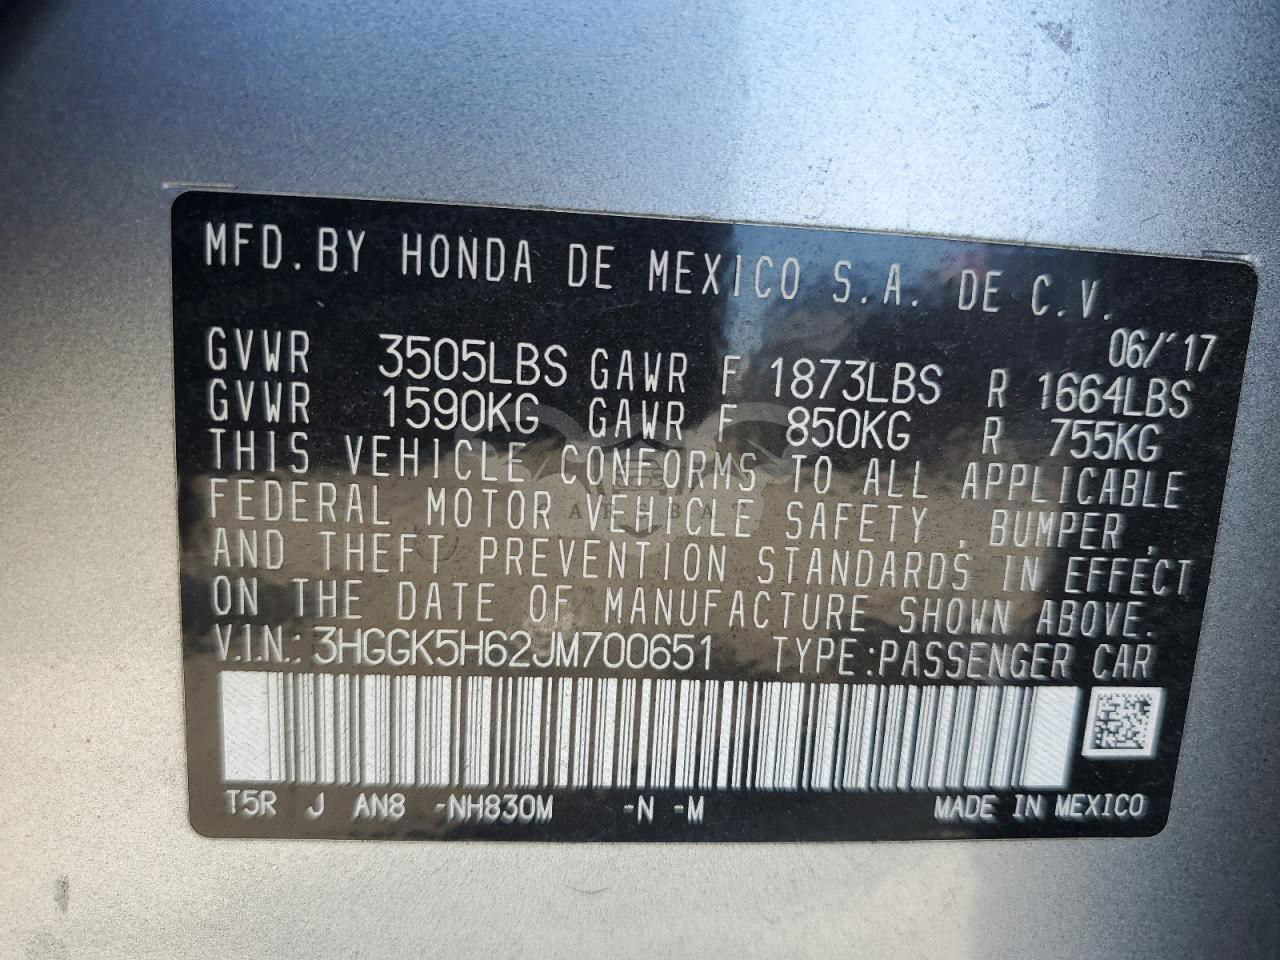 MFD.BY HONDA DE MEXICO S.A. DE C.V.
06/'17
GVWR 3505LBS GAWR F 1873LBS R 1664LBS
GVWR 1590KG GAWR F 850KG R 755KG
THIS VEHICLE CONFORMS TO ALL APPLICABLE
FEDERAL MOTOR VEHICLE SAFETY , BUMPER ,
AND THEFT PREVENTION STANDARDS IN EFFECT
ON THE DATE OF MANUFACTURE SHOWN ABOVE.
V.I.N.: 3HGGK5H62JM700651 TYPE:PASSENGER CAR
T5R J AN8 -NH830M -N -M MADE IN MEXICO